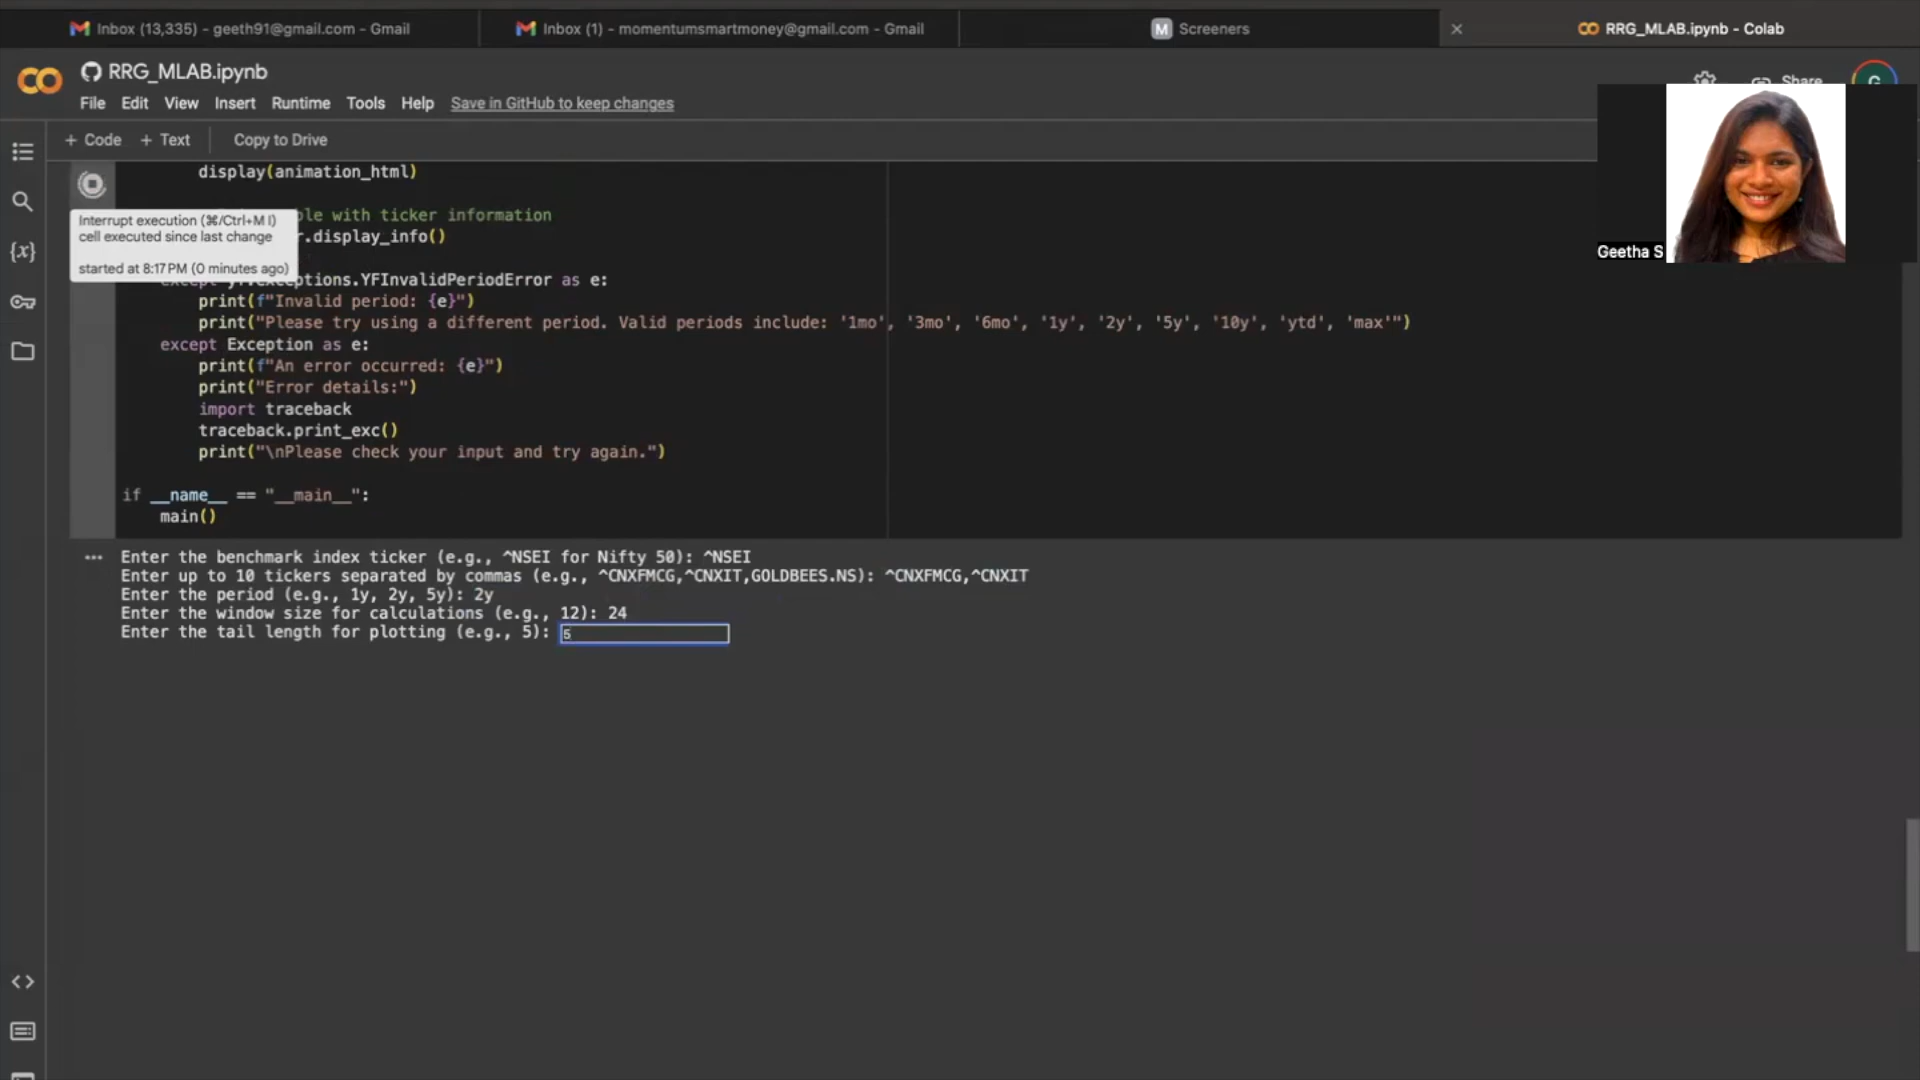 Inbox (13,335) - geeth91@gmail.com - Gmail
Inbox (1) - momentumsmartmoney@gmail.com - Gmail
M Screeners
RRG_MLAB.ipynb - Colab
RRG_MLAB.ipynb
Share
G
File Edit View Insert Runtime Tools Help Save in GitHub to keep changes
+ Code + Text Copy to Drive
Geetha S
display(animation_html)
ble with ticker information
r.display_info()
Interrupt execution (⌘/Ctrl+M I)
cell executed since last change
started at 8:17 PM (0 minutes ago)
except yf.exceptions.YFInvalidPeriodError as e:
print(f"Invalid period: {e}")
print("Please try using a different period. Valid periods include: '1mo', '3mo', '6mo', '1y', '2y', '5y', '10y', 'ytd', 'max'")
except Exception as e:
print(f"An error occurred: {e}")
print("Error details:")
import traceback
traceback.print_exc()
print("\nPlease check your input and try again.")
if __name__ == "__main__":
main()
Enter the benchmark index ticker (e.g., ^NSEI for Nifty 50): ^NSEI
Enter up to 10 tickers separated by commas (e.g., ^CNXFMCG,^CNXIT,GOLDBEES.NS): ^CNXFMCG,^CNXIT
Enter the period (e.g., 1y, 2y, 5y): 2y
Enter the window size for calculations (e.g., 12): 24
Enter the tail length for plotting (e.g., 5): 5